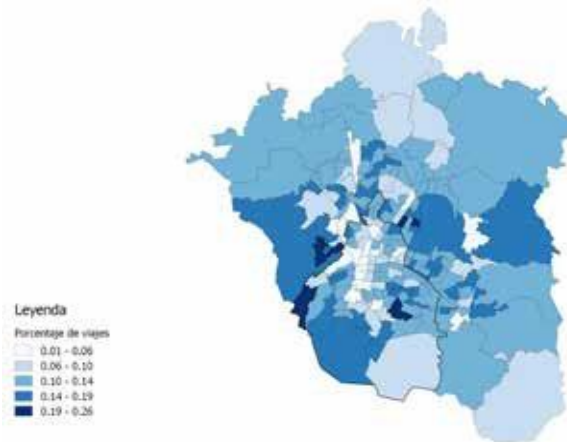 Leyenda
Porcentaje de viajes
0.01 - 0.06
0.06 - 0.10
0.10 - 0.14
0.14 - 0.19
0.19 - 0.26